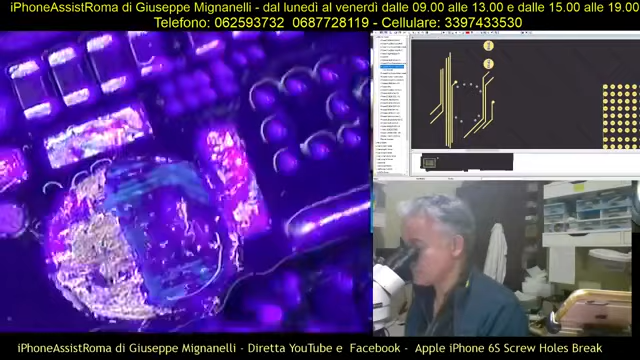 iPhoneAssistRoma di Giuseppe Mignanelli - dal lunedì al venerdì dalle 09.00 alle 13.00 e dalle 15.00 alle 19.00
Telefono: 062593732 0687728119 - Cellulare: 3397433530
iPhoneAssistRoma di Giuseppe Mignanelli - Diretta YouTube e Facebook - Apple iPhone 6S Screw Holes Break